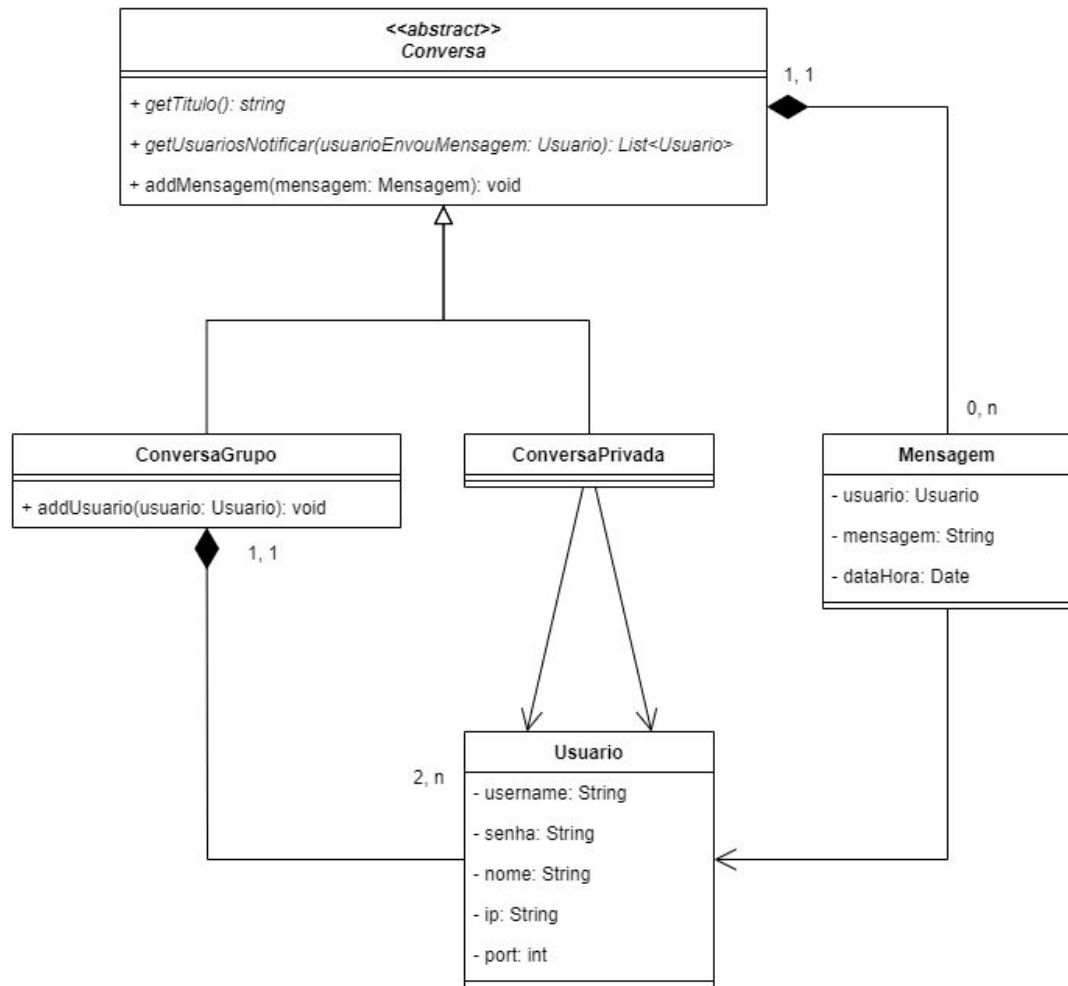 <<abstract>>
Conversa
+ getTitulo(): string
+ getUsuariosNotificar(usuarioEnvouMensagem: Usuario): List<Usuario>
+ addMensagem(mensagem: Mensagem): void
1, 1
0, n
ConversaGrupo
+ addUsuario(usuario: Usuario): void
1, 1
ConversaPrivada
Mensagem
- usuario: Usuario
- mensagem: String
- dataHora: Date
2, n
Usuario
- username: String
- senha: String
- nome: String
- ip: String
- port: int